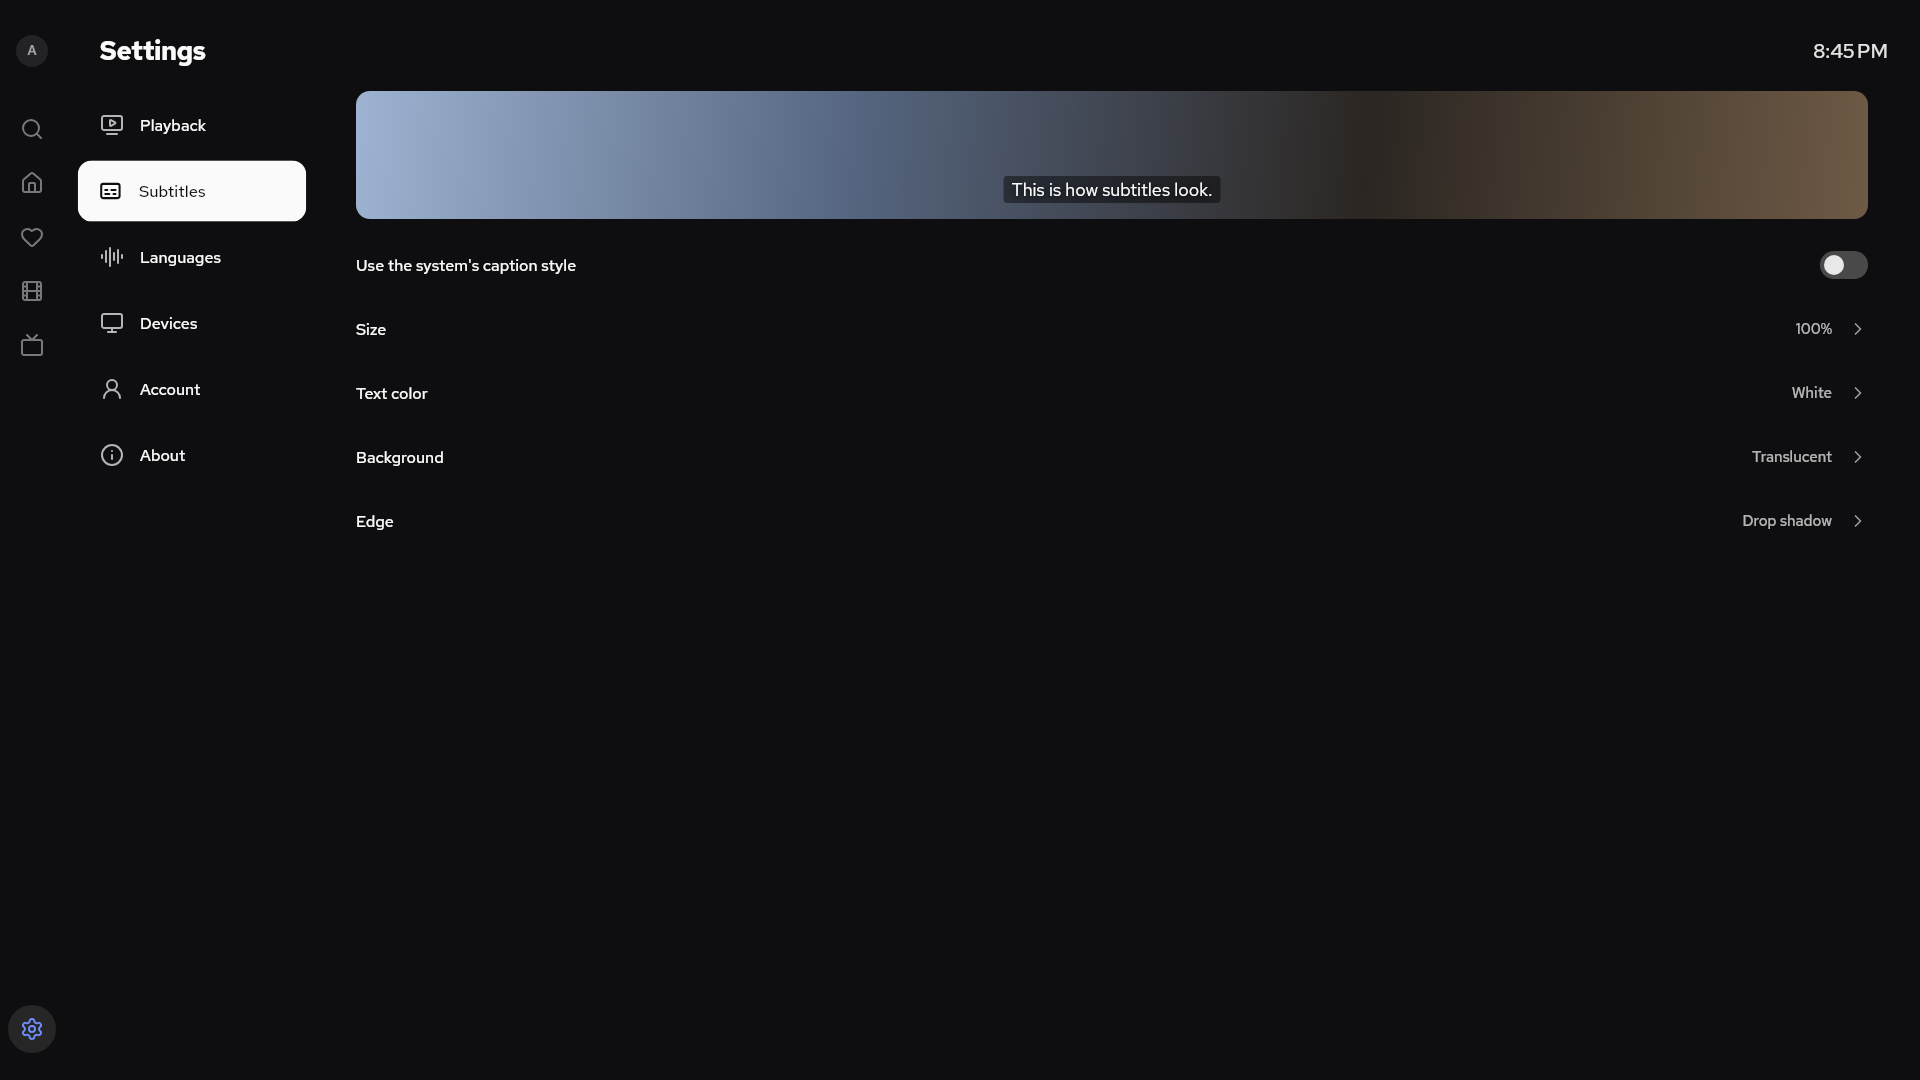 A
Settings
8:45 PM
Playback
Subtitles
Languages
Devices
Account
About
This is how subtitles look.
Use the system's caption style
Size
100%
Text color
White
Background
Translucent
Edge
Drop shadow